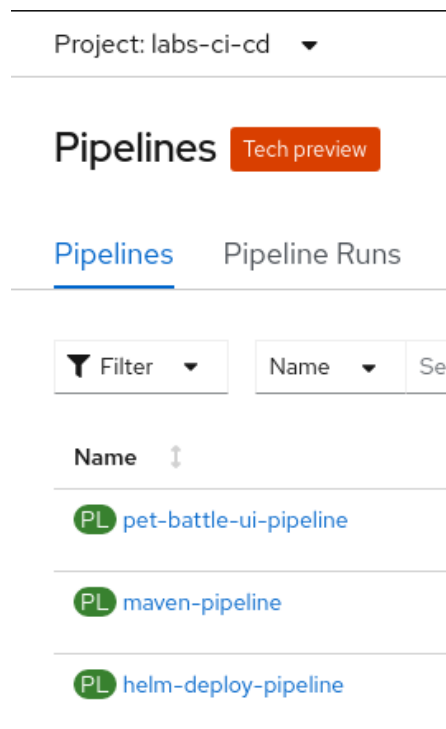 Project: labs-ci-cd
Pipelines Tech preview
Pipelines Pipeline Runs
Filter Name Se
Name
PL pet-battle-ui-pipeline
PL maven-pipeline
PL helm-deploy-pipeline